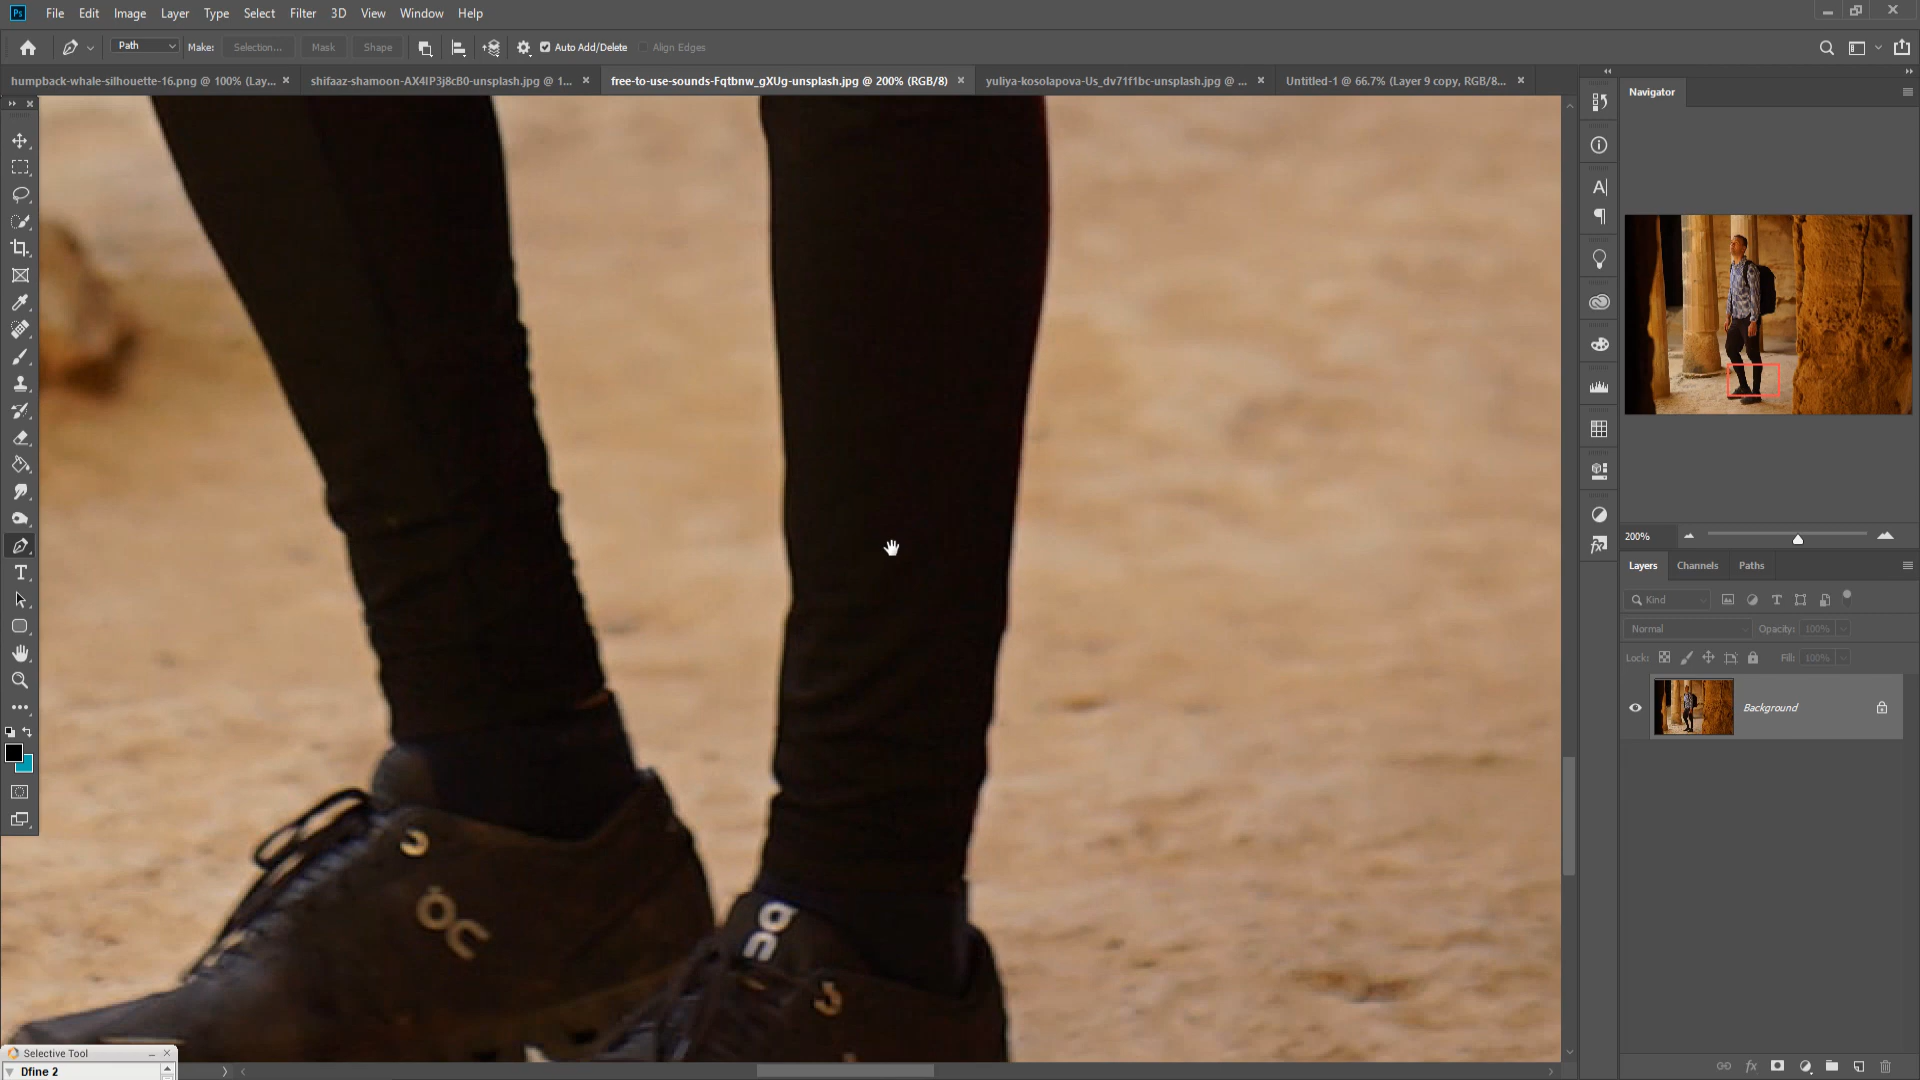 Ps File Edit Image Layer Type Select Filter 3D View Window Help
Path Make: Selection... Mask Shape Auto Add/Delete Align Edges
humpback-whale-silhouette-16.png @ 100% (Lay... × shifaaz-shamoon-AX4IP3j8cB0-unsplash.jpg @ 1... × free-to-use-sounds-Fqtbnw_gXUg-unsplash.jpg @ 200% (RGB/8) × yuliya-kosolapova-Us_dv71f1bc-unsplash.jpg @ ... × Untitled-1 @ 66.7% (Layer 9 copy, RGB/8... ×
Navigator
200%
Layers Channels Paths
Kind
Normal Opacity: 100%
Lock: Fill: 100%
Background
Selective Tool
Dfine 2